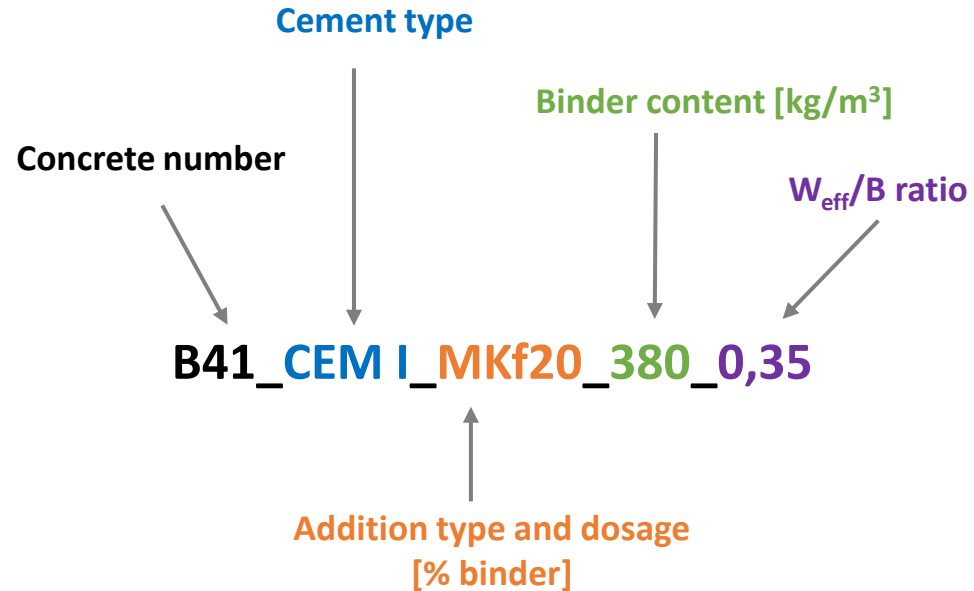 Cement type
Binder content [kg/m³]
Concrete number
W_eff/B ratio
B41_CEM I_MKf20_380_0,35
Addition type and dosage
[% binder]